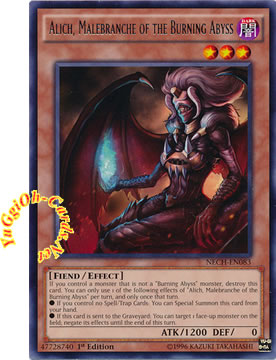 ALICH, MALEBRANCHE OF THE BURNING ABYSS
DARK
闇
YuGiOh-Cards.Net
NECH-EN083
[FIEND / EFFECT]
If you control a monster that is not a "Burning Abyss" monster, destroy this
card. You can only use 1 of the following effects of "Alich, Malebranche of the
Burning Abyss" per turn, and only once that turn.
● If you control no Spell/Trap Cards: You can Special Summon this card from
your hand.
● If this card is sent to the Graveyard: You can target 1 face-up monster on the
field; negate its effects until the end of this turn.
ATK/1200 DEF/ 0
47728740 1st Edition ©1996 KAZUKI TAKAHASHI